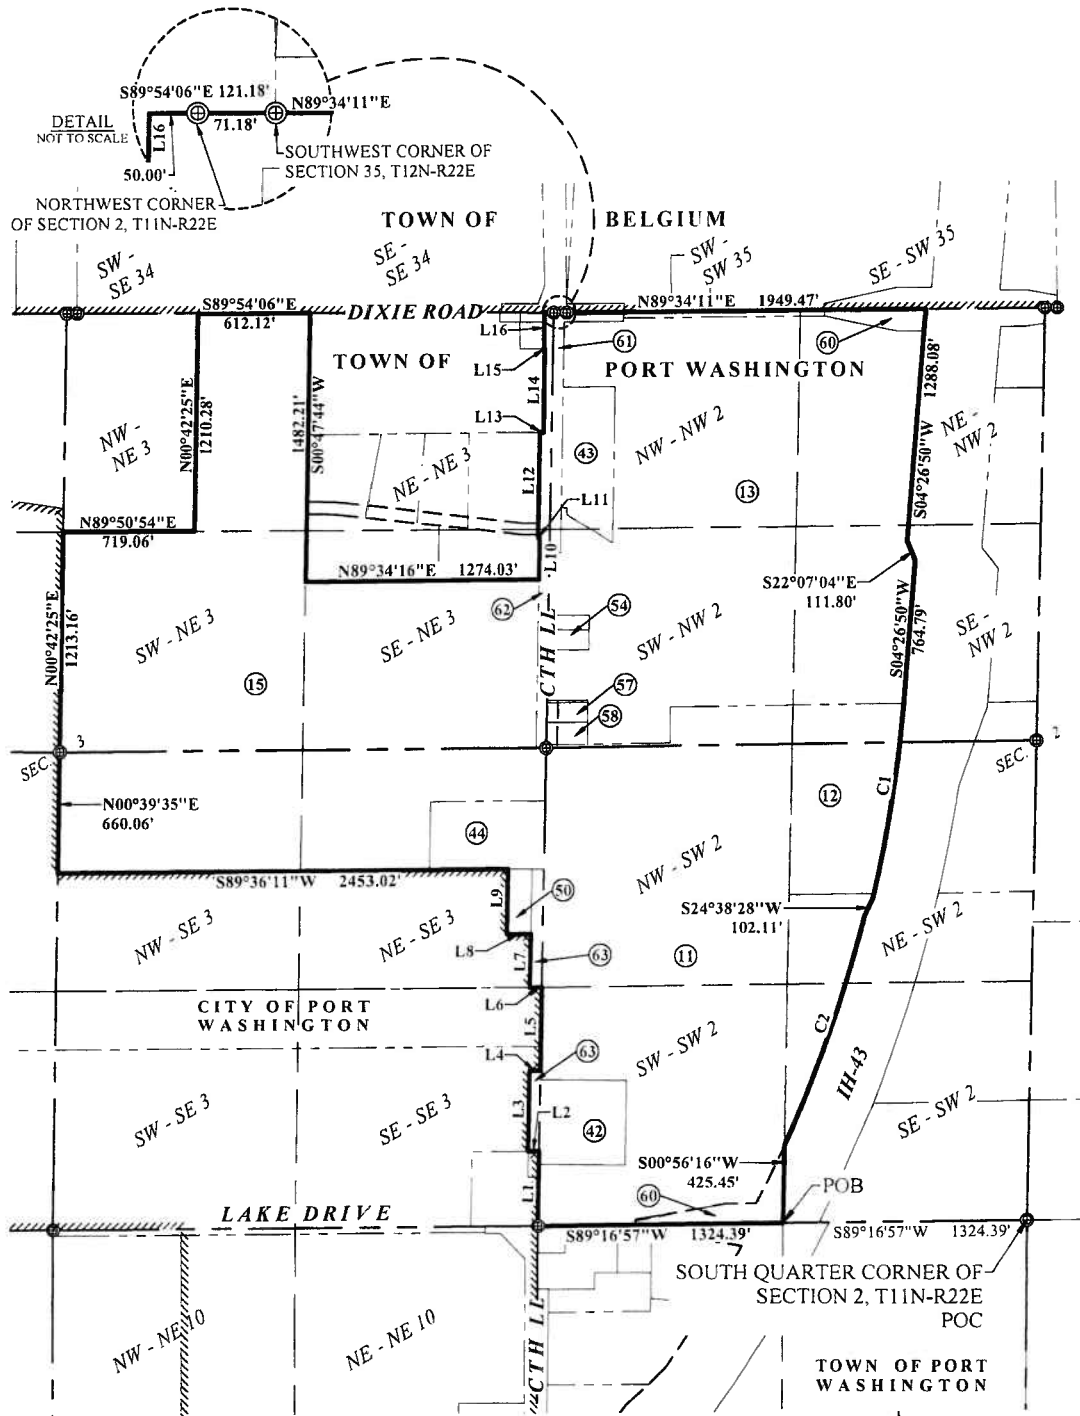 S89°54'06"E 121.18'
N89°34'11"E
DETAIL
NOT TO SCALE
L16
71.18'
50.00'
SOUTHWEST CORNER OF
SECTION 35, T12N-R22E
NORTHWEST CORNER
OF SECTION 2, T11N-R22E
TOWN OF BELGIUM
SW -
SE 34
SE -
SE 34
SW -
SW 35
SE - SW 35
S89°54'06"E
612.12'
DIXIE ROAD
N89°34'11"E 1949.47'
L16
61
60
TOWN OF PORT WASHINGTON
L15
L14
L13
N00°42'25"E
1210.28'
1482.21'
S00°47'44"W
1288.08'
S04°26'50"W
NW -
NE 3
NE - NE 3
43
NW - NW 2
NE -
NW 2
13
L12
L11
N89°50'54"E
719.06'
L10
N89°34'16"E 1274.03'
S22°07'04"E
111.80'
62
54
N00°42'25"E
1213.16'
SW - NE 3
SE - NE 3
SW - NW 2
S04°26'50"W
764.79'
SE -
NW 2
CTH LL
15
57
58
3
SEC.
2
SEC.
N00°39'35"E
660.06'
12
C1
44
S89°36'11"W 2453.02'
NW - SW 2
50
L9
S24°38'28"W
102.11'
NW - SE 3
NE - SE 3
NE - SW 2
L8
L7
63
11
L6
CITY OF PORT
WASHINGTON
L5
C2
L4
63
SW - SW 2
IH-43
SW - SE 3
SE - SE 3
L3
L2
42
SE - SW 2
S00°56'16"W
425.45'
L1
60
POB
LAKE DRIVE
S89°16'57"W 1324.39'
S89°16'57"W 1324.39'
SOUTH QUARTER CORNER OF
SECTION 2, T11N-R22E
POC
NW - NE 10
NE - NE 10
CTH LL
TOWN OF PORT
WASHINGTON